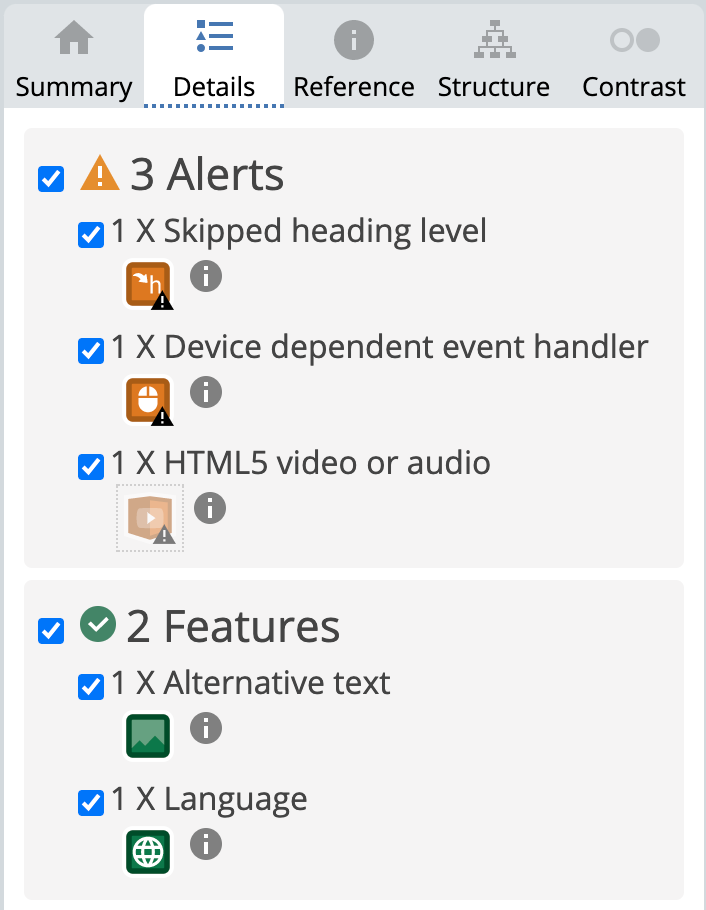 Summary Details Reference Structure Contrast
3 Alerts
1 X Skipped heading level
h
1 X Device dependent event handler
1 X HTML5 video or audio
2 Features
1 X Alternative text
1 X Language